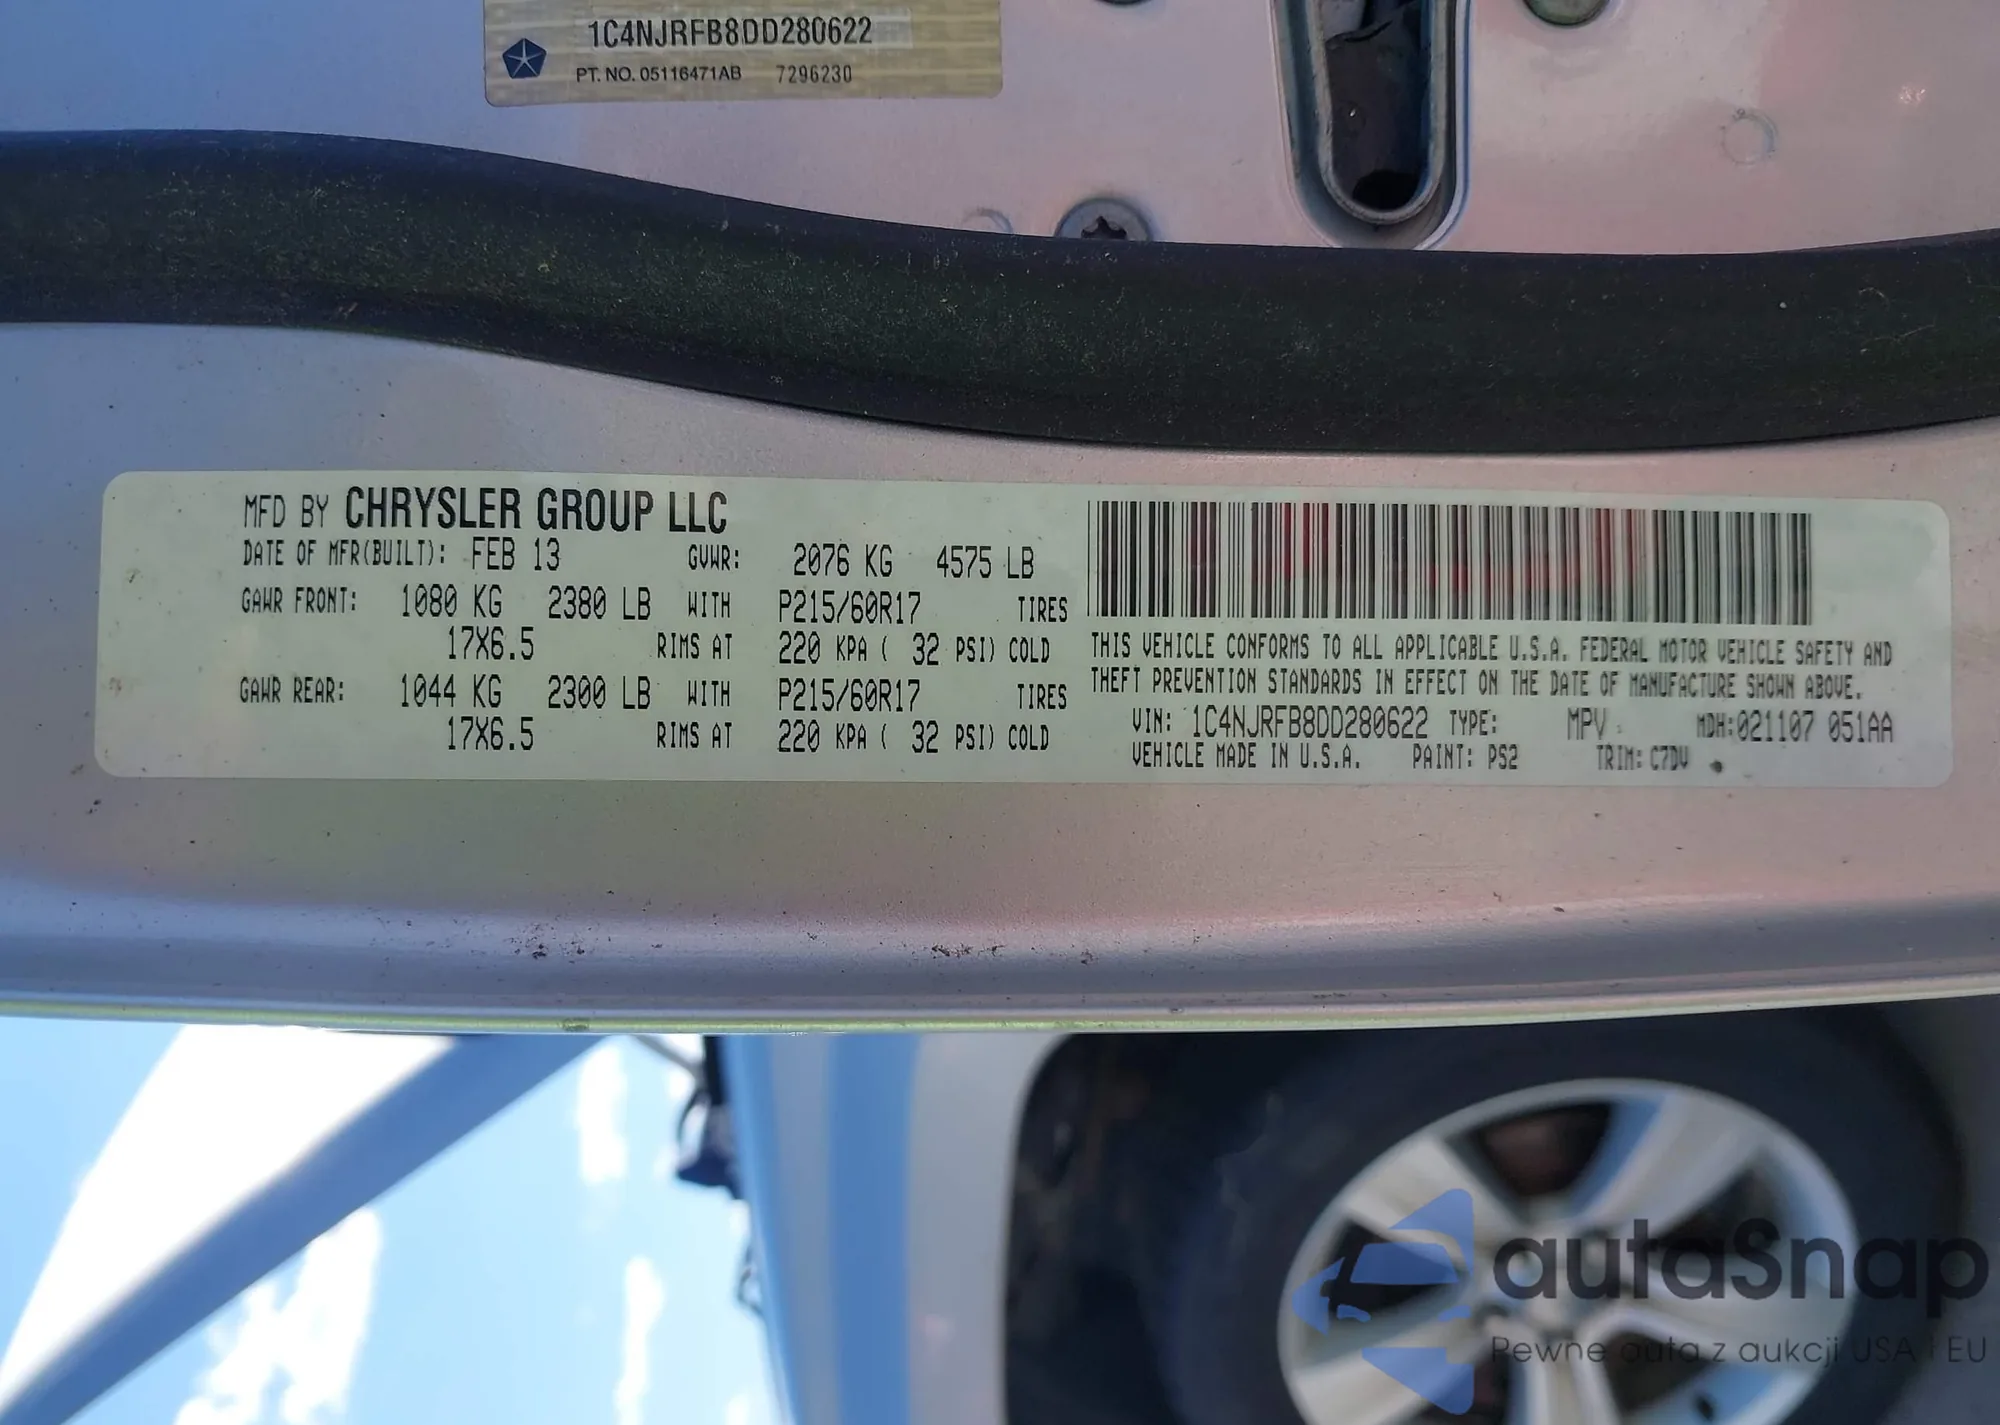 1C4NJRFB8DD280622
PT. NO. 05116471AB 7296230
MFD BY CHRYSLER GROUP LLC
DATE OF MFR(BUILT): FEB 13 GVWR: 2076 KG 4575 LB
GAWR FRONT: 1080 KG 2380 LB WITH P215/60R17 TIRES
17X6.5 RIMS AT 220 KPA ( 32 PSI) COLD
GAWR REAR: 1044 KG 2300 LB WITH P215/60R17 TIRES
17X6.5 RIMS AT 220 KPA ( 32 PSI) COLD
THIS VEHICLE CONFORMS TO ALL APPLICABLE U.S.A. FEDERAL MOTOR VEHICLE SAFETY AND
THEFT PREVENTION STANDARDS IN EFFECT ON THE DATE OF MANUFACTURE SHOWN ABOVE.
VIN: 1C4NJRFB8DD280622 TYPE: MPV MDH:021107 051AA
VEHICLE MADE IN U.S.A. PAINT: PS2 TRIM: C7DV
autaSnap
Pewne auta z aukcji USA i EU